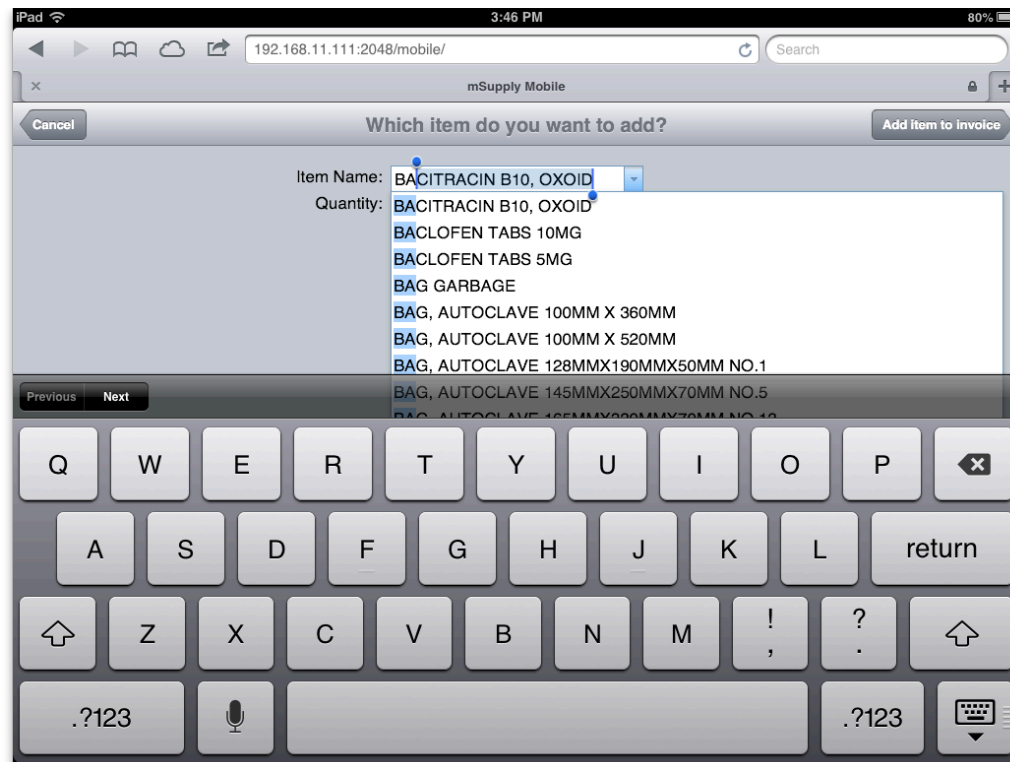 iPad 3:46 PM 80%
192.168.11.111:2048/mobile/ Search
mSupply Mobile
Cancel Which item do you want to add? Add item to invoice
Item Name: BACITRACIN B10, OXOID
Quantity: BACITRACIN B10, OXOID
BACLOFEN TABS 10MG
BACLOFEN TABS 5MG
BAG GARBAGE
BAG, AUTOCLAVE 100MM X 360MM
BAG, AUTOCLAVE 100MM X 520MM
BAG, AUTOCLAVE 128MMX190MMX50MM NO.1
Previous Next BAG, AUTOCLAVE 145MMX250MMX70MM NO.5
BAG, AUTOCLAVE
Q W E R T Y U I O P
A S D F G H J K L return
Z X C V B N M ! , ? .
.?123 .?123